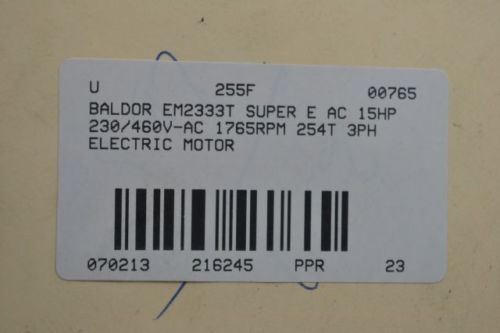 U 255F 00765
BALDOR EM2333T SUPER E AC 15HP
230/460V-AC 1765RPM 254T 3PH
ELECTRIC MOTOR
070213 216245 PPR 23